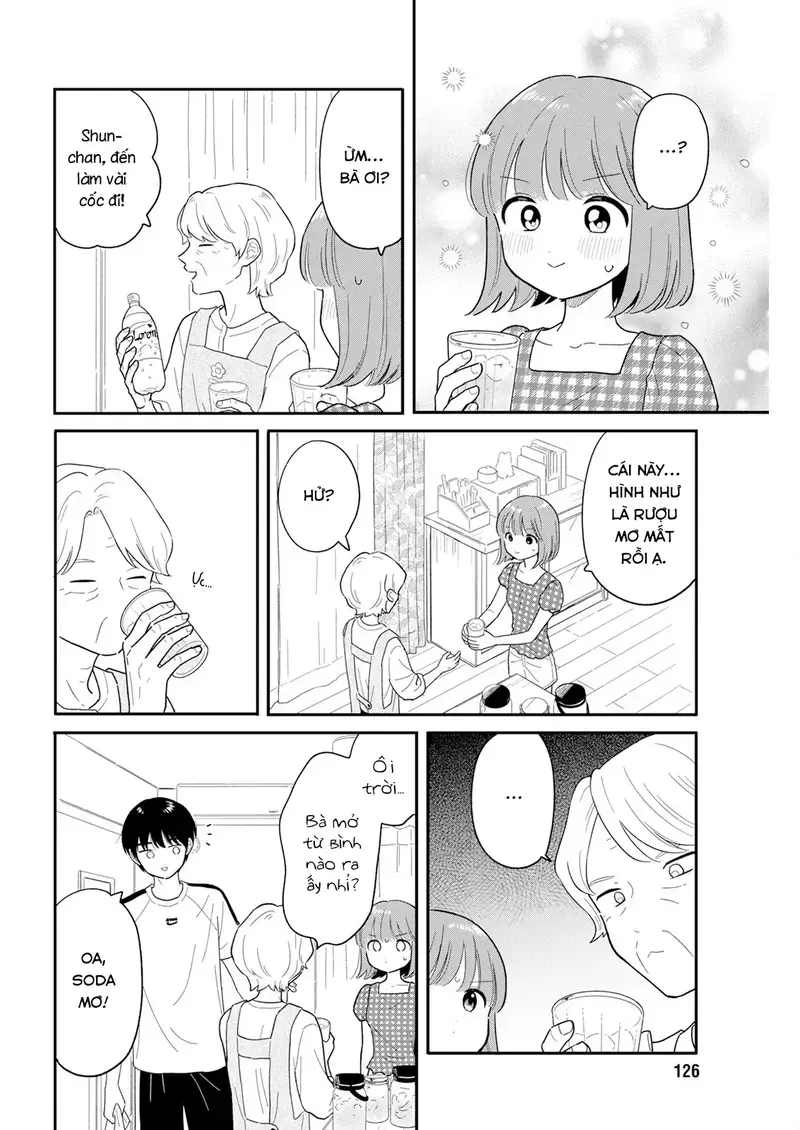 ...?
ỪM...
BÀ ƠI?
Shun-
chan, đến
làm vài
cốc đi!
CÁI NÀY...
HÌNH NHƯ
LÀ RƯỢU
MƠ MẤT
RỒI Ạ.
HỬ?
ực...
...
Ôi
trời...
Bà mở
từ bình
nào ra
ấy nhỉ?
OA,
SODA
MƠ!
126